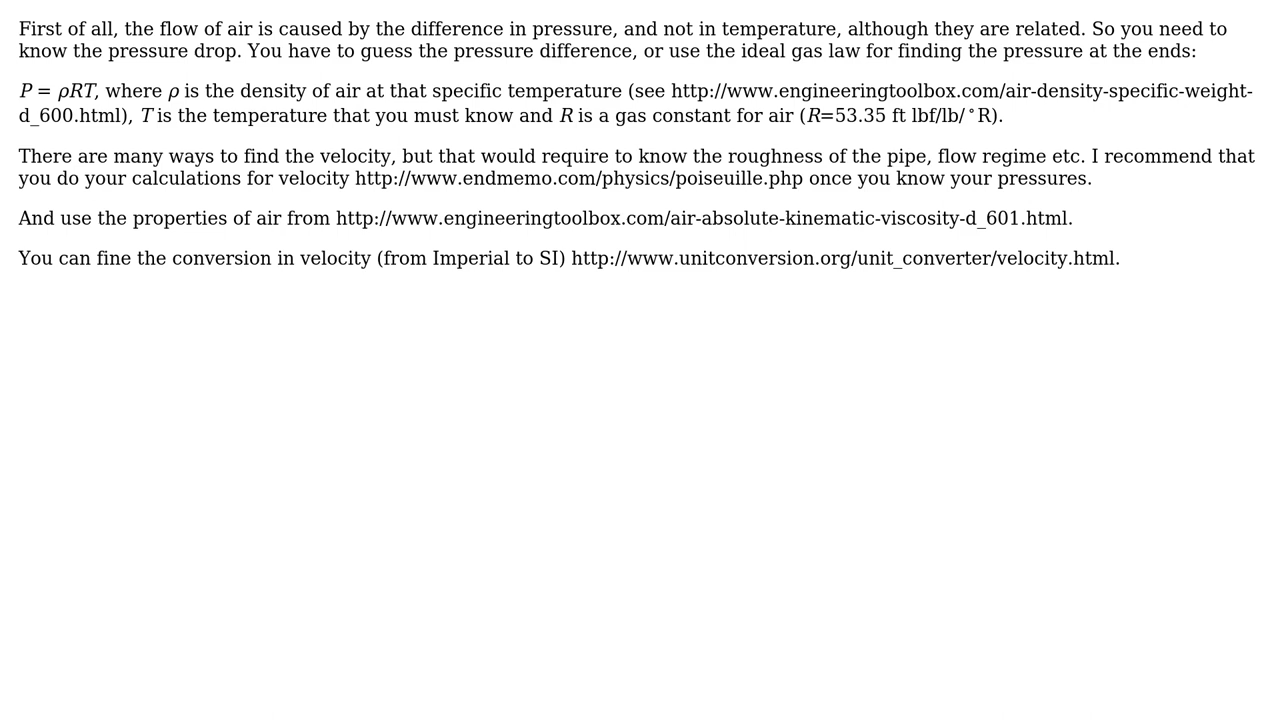 First of all, the flow of air is caused by the difference in pressure, and not in temperature, although they are related. So you need to
know the pressure drop. You have to guess the pressure difference, or use the ideal gas law for finding the pressure at the ends:
P = ρRT, where ρ is the density of air at that specific temperature (see http://www.engineeringtoolbox.com/air-density-specific-weight-
d_600.html), T is the temperature that you must know and R is a gas constant for air (R=53.35 ft lbf/lb/∘R).
There are many ways to find the velocity, but that would require to know the roughness of the pipe, flow regime etc. I recommend that
you do your calculations for velocity http://www.endmemo.com/physics/poiseuille.php once you know your pressures.
And use the properties of air from http://www.engineeringtoolbox.com/air-absolute-kinematic-viscosity-d_601.html.
You can fine the conversion in velocity (from Imperial to SI) http://www.unitconversion.org/unit_converter/velocity.html.